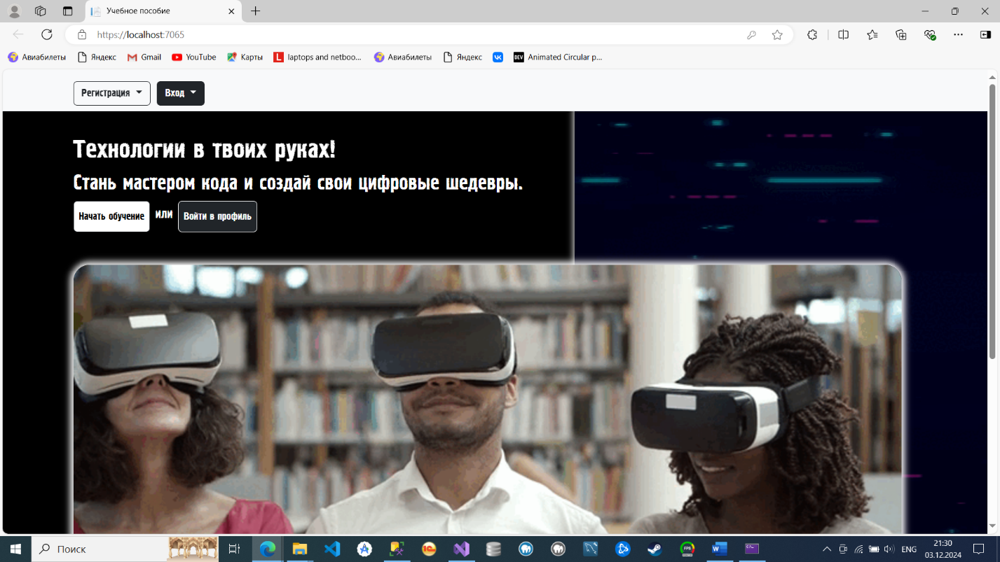 Учебное пособие
https://localhost:7065
Авиабилеты Яндекс Gmail YouTube Карты laptops and netboo... Авиабилеты Яндекс DEV Animated Circular p...
Регистрация Вход
Технологии в твоих руках!
Стань мастером кода и создай свои цифровые шедевры.
Начать обучение или Войти в профиль
Поиск
ENG
21:30
03.12.2024